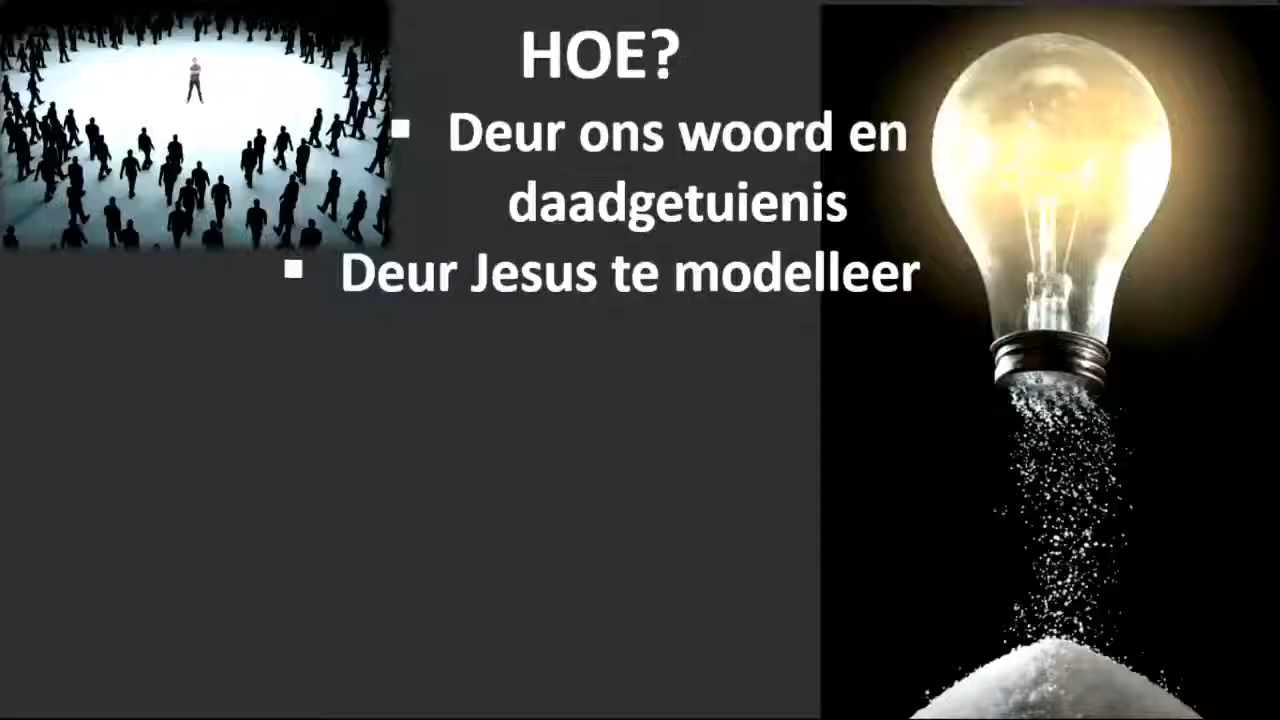 HOE?
▪ Deur ons woord en
daadgetuienis
▪ Deur Jesus te modelleer